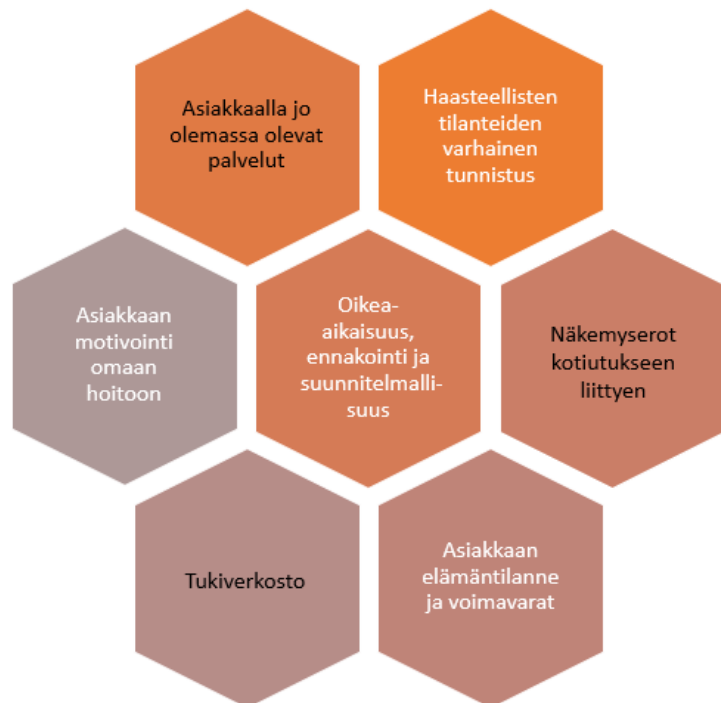 Asiakkaalla jo
olemassa olevat
palvelut
Haasteellisten
tilanteiden
varhainen
tunnistus
Asiakkaan
motivointi
omaan
hoitoon
Oikea-
aikaisuus,
ennakointi ja
suunnitelmalli-
suus
Näkemyserot
kotiutukseen
liittyen
Tukiverkosto
Asiakkaan
elämäntilanne
ja voimavarat